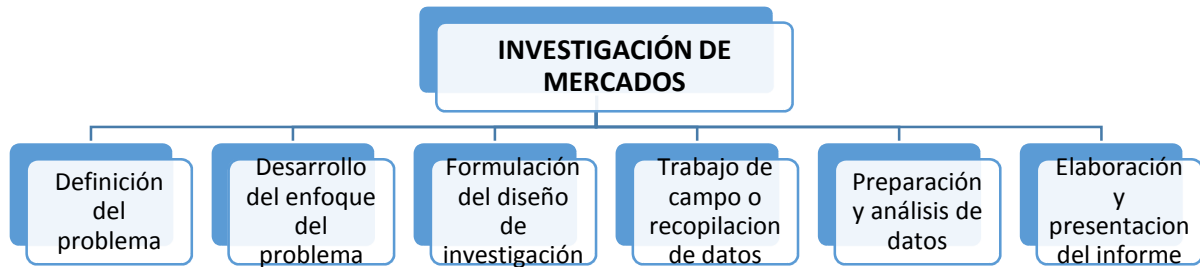 INVESTIGACIÓN DE
MERCADOS
Definición
del
problema
Desarrollo
del enfoque
del
problema
Formulación
del diseño
de
investigación
Trabajo de
campo o
recopilacion
de datos
Preparación
y análisis de
datos
Elaboración
y
presentacion
del informe